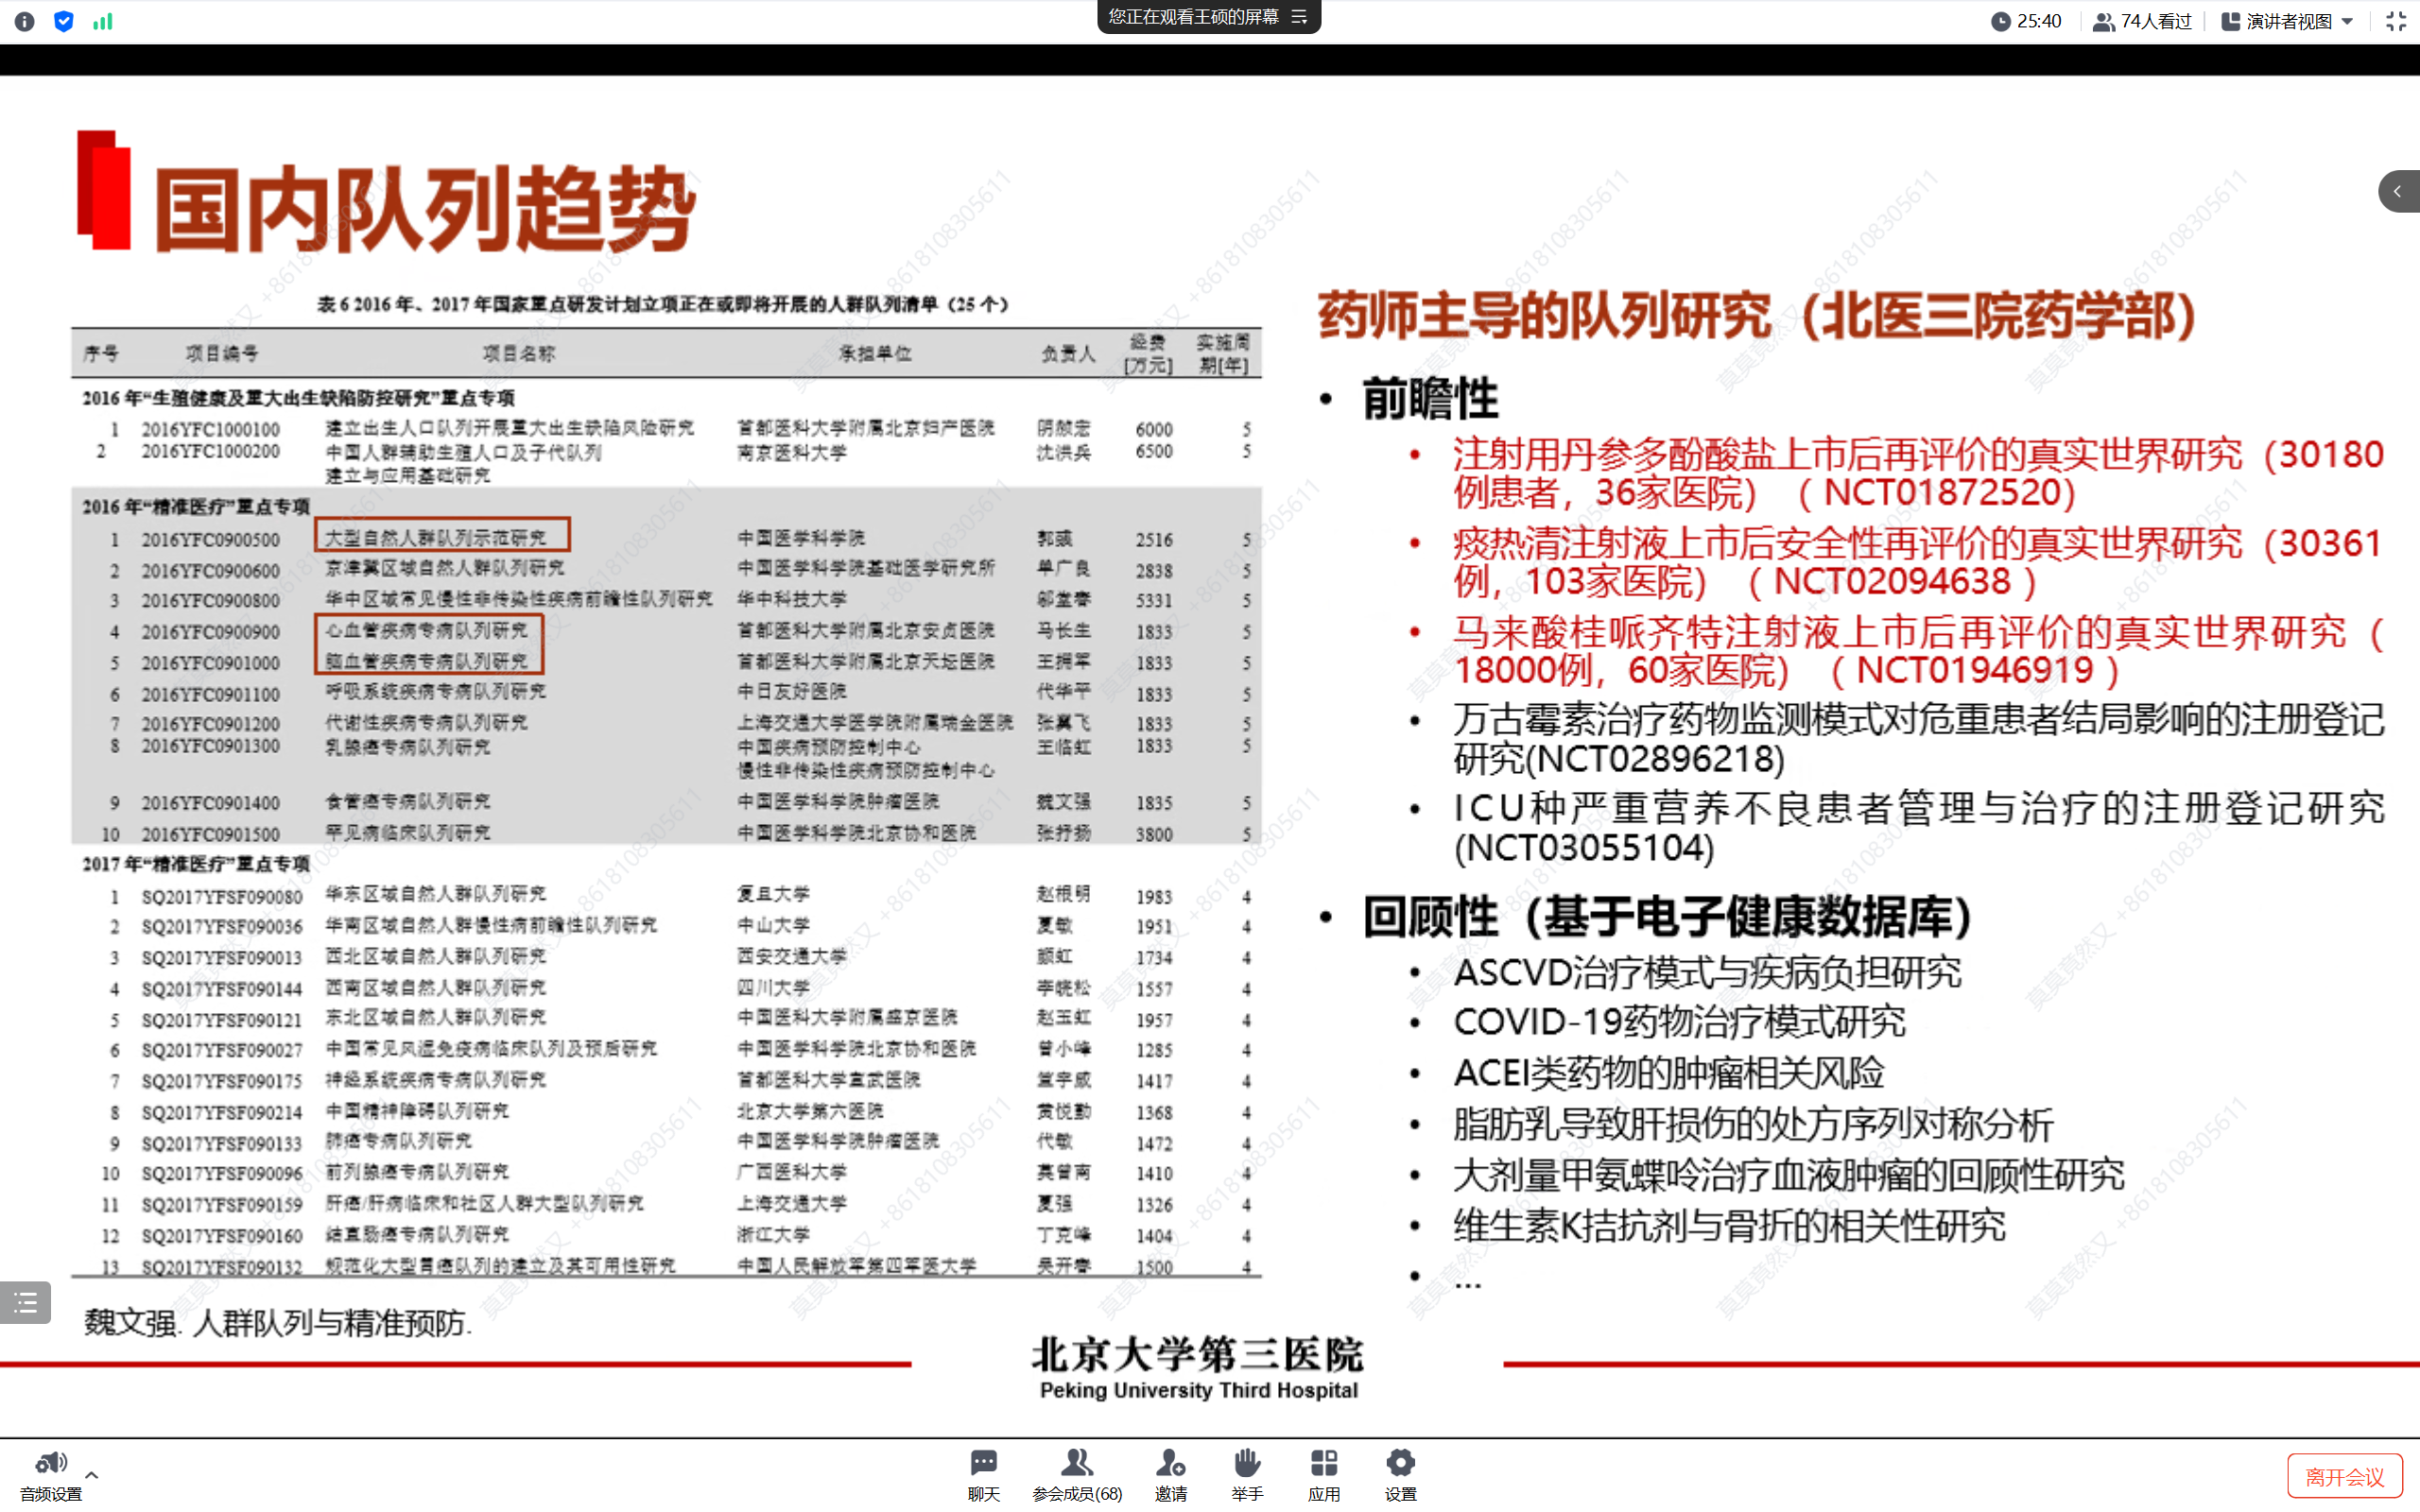 您正在观看王硕的屏幕
25:40
74人看过
演讲者视图
国内队列趋势
表 6 2016 年、2017 年国家重点研发计划立项正在或即将开展的人群队列清单（25 个）
序号 项目编号 项目名称 承担单位 负责人 经费[万元] 实施周期[年]
2016 年“生殖健康及重大出生缺陷防控研究”重点专项
1 2016YFC1000100 建立出生人口队列开展重大出生缺陷风险研究 首都医科大学附属北京妇产医院 阴赪宏 6000 5
2 2016YFC1000200 中国人群辅助生殖人口及子代队列 南京医科大学 沈洪兵 6500 5
建立与应用基础研究
2016 年“精准医疗”重点专项
1 2016YFC0900500 大型自然人群队列示范研究 中国医学科学院 郭彧 2516 5
2 2016YFC0900600 京津冀区域自然人群队列研究 中国医学科学院基础医学研究所 单广良 2838 5
3 2016YFC0900800 华中区域常见慢性非传染性疾病前瞻性队列研究 华中科技大学 邬堂春 5331 5
4 2016YFC0900900 心血管疾病专病队列研究 首都医科大学附属北京安贞医院 马长生 1833 5
5 2016YFC0901000 脑血管疾病专病队列研究 首都医科大学附属北京天坛医院 王拥军 1833 5
6 2016YFC0901100 呼吸系统疾病专病队列研究 中日友好医院 代华平 1833 5
7 2016YFC0901200 代谢性疾病专病队列研究 上海交通大学医学院附属瑞金医院 张翼飞 1833 5
8 2016YFC0901300 乳腺癌专病队列研究 中国疾病预防控制中心 王临虹 1833 5
慢性非传染性疾病预防控制中心
9 2016YFC0901400 食管癌专病队列研究 中国医学科学院肿瘤医院 魏文强 1835 5
10 2016YFC0901500 罕见病临床队列研究 中国医学科学院北京协和医院 张抒扬 3800 5
2017 年“精准医疗”重点专项
1 SQ2017YFSF090080 华东区域自然人群队列研究 复旦大学 赵根明 1983 4
2 SQ2017YFSF090036 华南区域自然人群慢性病前瞻性队列研究 中山大学 夏敏 1951 4
3 SQ2017YFSF090013 西北区域自然人群队列研究 西安交通大学 颜虹 1734 4
4 SQ2017YFSF090144 西南区域自然人群队列研究 四川大学 李晓松 1557 4
5 SQ2017YFSF090121 东北区域自然人群队列研究 中国医科大学附属盛京医院 赵玉虹 1957 4
6 SQ2017YFSF090027 中国常见风湿免疫病临床队列及预后研究 中国医学科学院北京协和医院 曾小峰 1285 4
7 SQ2017YFSF090175 神经系统疾病专病队列研究 首都医科大学宣武医院 宣宇威 1417 4
8 SQ2017YFSF090214 中国精神障碍队列研究 北京大学第六医院 黄悦勤 1368 4
9 SQ2017YFSF090133 肺癌专病队列研究 中国医学科学院肿瘤医院 代敏 1472 4
10 SQ2017YFSF090096 前列腺癌专病队列研究 广西医科大学 莫曾南 1410 4
11 SQ2017YFSF090159 肝癌/肝病临床和社区人群大型队列研究 上海交通大学 夏强 1326 4
12 SQ2017YFSF090160 结直肠癌专病队列研究 浙江大学 丁克峰 1404 4
13 SQ2017YFSF090132 规范化大型胃癌队列的建立及其可用性研究 中国人民解放军第四军医大学 吴开春 1500 4
魏文强. 人群队列与精准预防.
药师主导的队列研究（北医三院药学部）
• 前瞻性
• 注射用丹参多酚酸盐上市后再评价的真实世界研究（30180
例患者，36家医院）（ NCT01872520）
• 痰热清注射液上市后安全性再评价的真实世界研究（30361
例，103家医院）（ NCT02094638 ）
• 马来酸桂哌齐特注射液上市后再评价的真实世界研究（
18000例，60家医院）（ NCT01946919 ）
• 万古霉素治疗药物监测模式对危重患者结局影响的注册登记
研究(NCT02896218)
• ICU种严重营养不良患者管理与治疗的注册登记研究
(NCT03055104)
• 回顾性（基于电子健康数据库）
• ASCVD治疗模式与疾病负担研究
• COVID-19药物治疗模式研究
• ACEI类药物的肿瘤相关风险
• 脂肪乳导致肝损伤的处方序列对称分析
• 大剂量甲氨蝶呤治疗血液肿瘤的回顾性研究
• 维生素K拮抗剂与骨折的相关性研究
• ...
北京大学第三医院
Peking University Third Hospital
音频设置
聊天
参会成员(68)
邀请
举手
应用
设置
离开会议